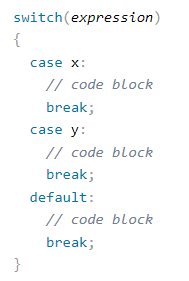 switch(expression)
{
  case x:
    // code block
    break;
  case y:
    // code block
    break;
  default:
    // code block
    break;
}